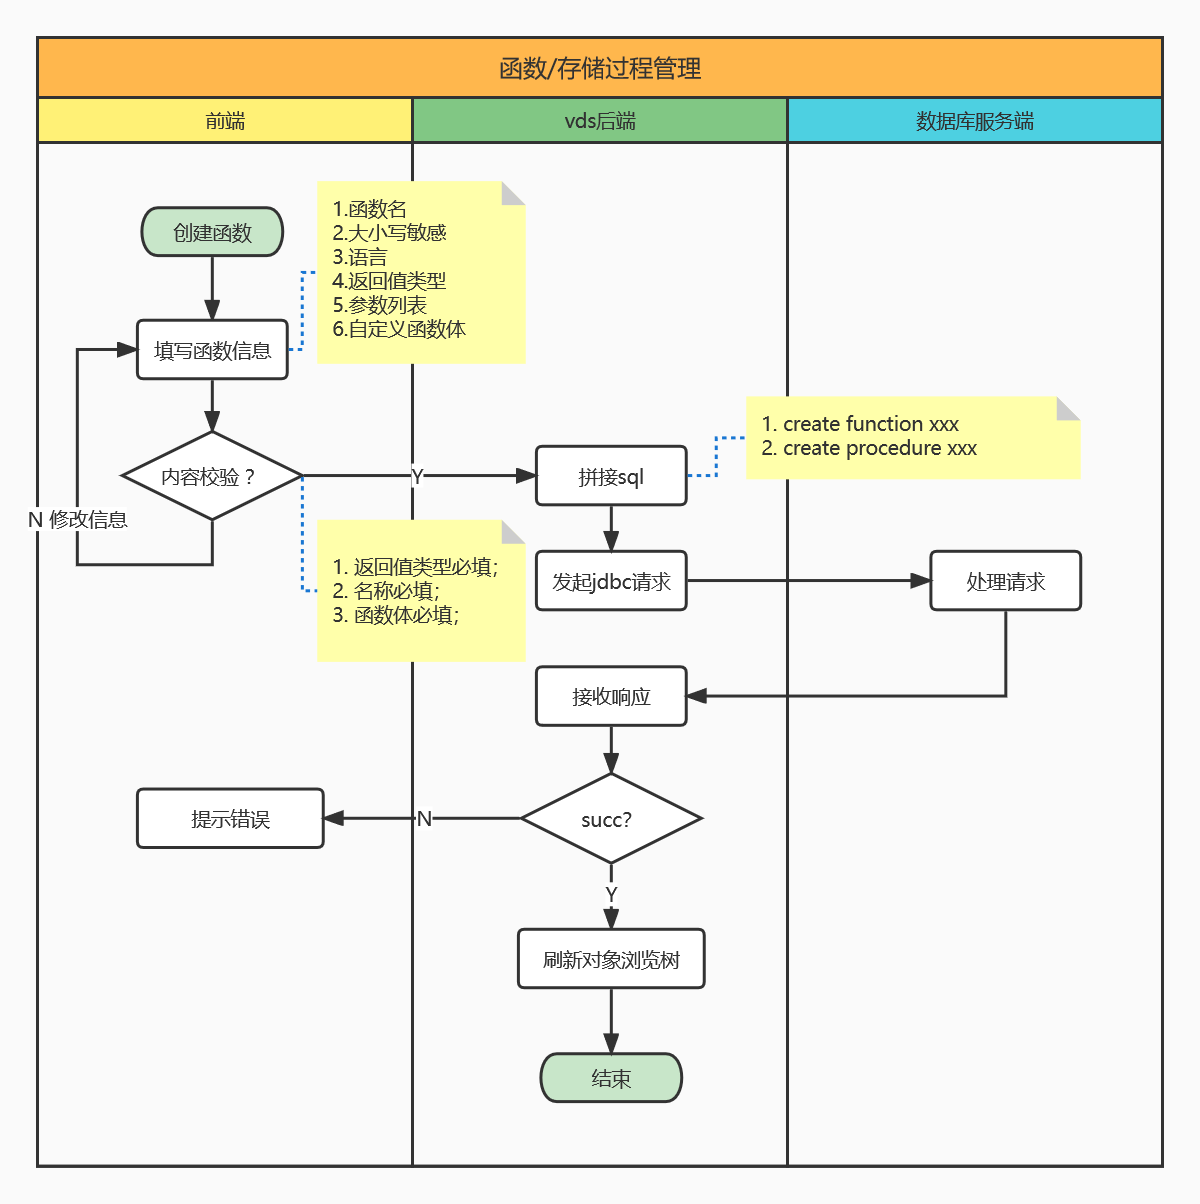 函数/存储过程管理
前端
vds后端
数据库服务端
创建函数
1.函数名
2.大小写敏感
3.语言
4.返回值类型
5.参数列表
6.自定义函数体
填写函数信息
1. create function xxx
2. create procedure xxx
内容校验？
Y
拼接sql
N 修改信息
1. 返回值类型必填;
2. 名称必填;
3. 函数体必填;
发起jdbc请求
处理请求
接收响应
提示错误
N
succ?
Y
刷新对象浏览树
结束